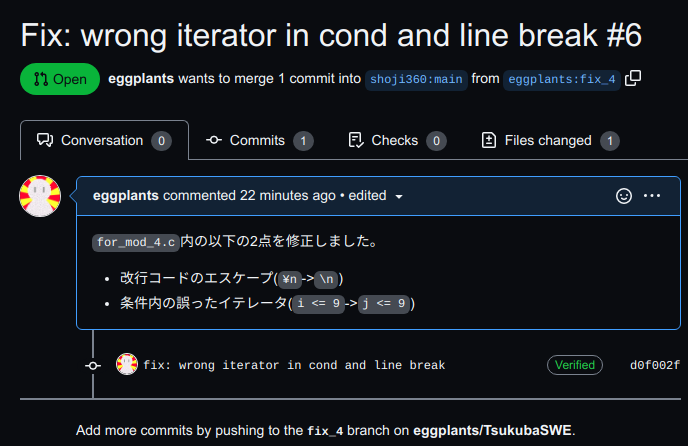 Fix: wrong iterator in cond and line break #6
Open eggplants wants to merge 1 commit into shoji360:main from eggplants:fix_4
Conversation 0 Commits 1 Checks 0 Files changed 1
eggplants commented 22 minutes ago • edited
for_mod_4.c内の以下の2点を修正しました。
• 改行コードのエスケープ(¥n->\n)
• 条件内の誤ったイテレータ(i <= 9->j <= 9)
fix: wrong iterator in cond and line break Verified d0f002f
Add more commits by pushing to the fix_4 branch on eggplants/TsukubaSWE.